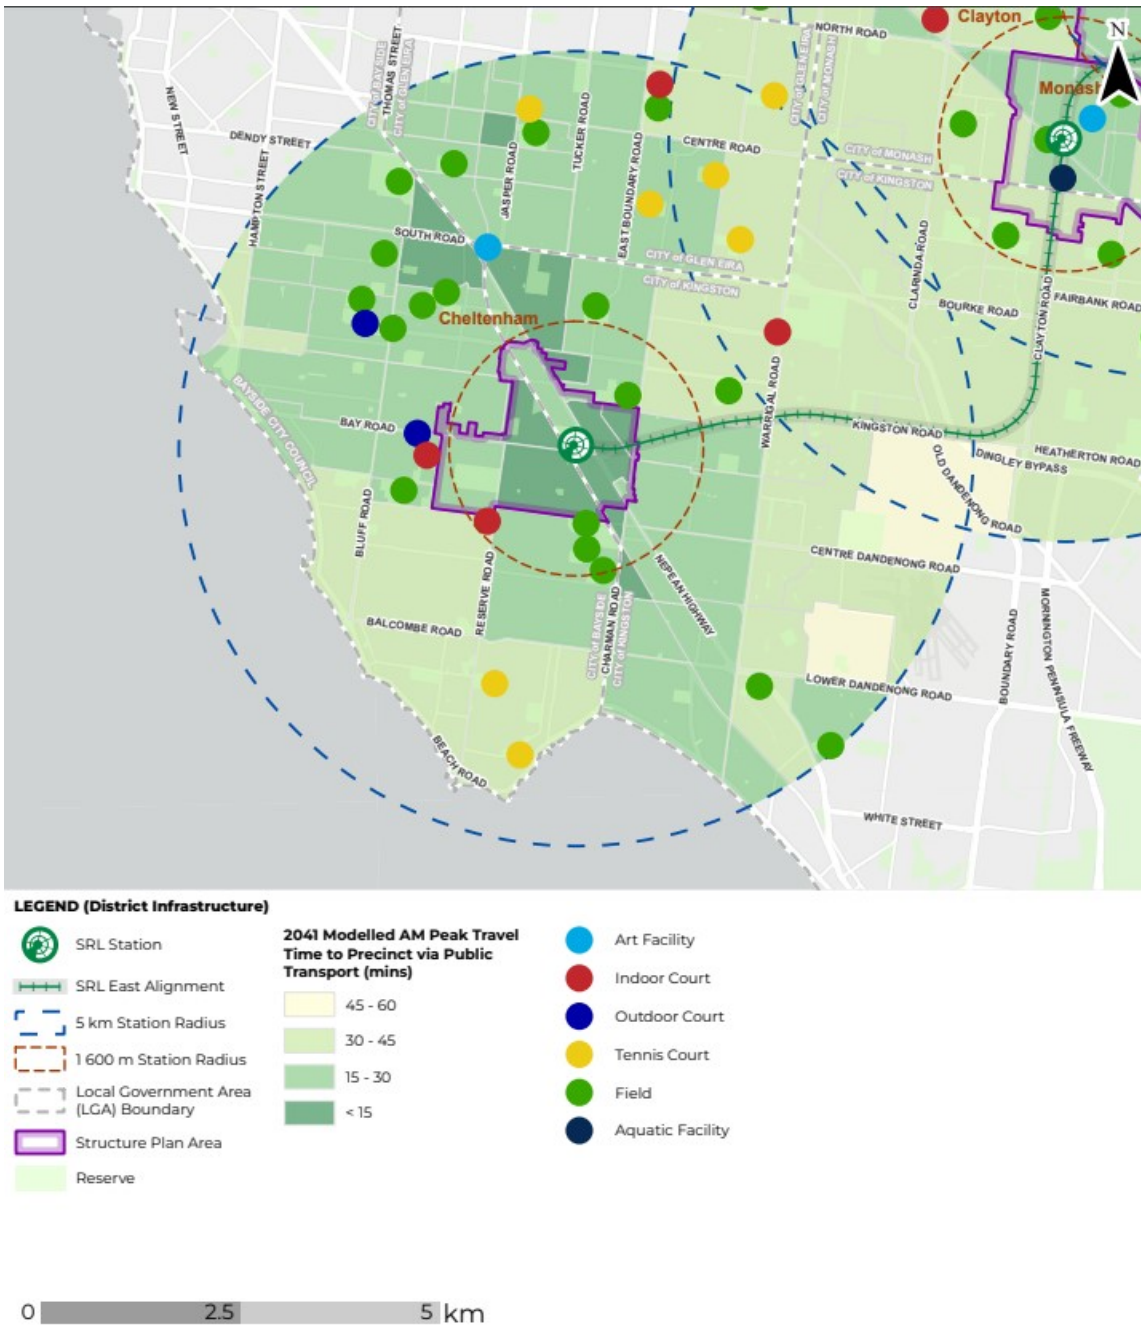 Clayton
N
NORTH ROAD
CITY of BAYSIDE
CITY of GLEN EIRA
THOMAS STREET
CITY of GLEN EIRA
CITY of MONASH
Monash
NEW STREET
DENDY STREET
TUCKER ROAD
CENTRE ROAD
CITY of MONASH
CITY of KINGSTON
HAMPTON STREET
JASPER ROAD
EAST BOUNDARY ROAD
SOUTH ROAD
CITY of GLEN EIRA
CITY of KINGSTON
CLARINDA ROAD
BOURKE ROAD
FAIRBANK ROAD
CLAYTON ROAD
Cheltenham
BAYSIDE CITY COUNCIL
BAY ROAD
WARRIGAL ROAD
KINGSTON ROAD
HEATHERTON ROAD
DINGLEY BYPASS
OLD DANDENONG ROAD
BLUFF ROAD
CENTRE DANDENONG ROAD
RESERVE ROAD
NEPEAN HIGHWAY
BALCOMBE ROAD
CITY of BAYSIDE
CHARMAN ROAD
CITY of KINGSTON
BOUNDARY ROAD
MORNINGTON PENINSULA FREEWAY
LOWER DANDENONG ROAD
BEACH ROAD
WHITE STREET
LEGEND (District Infrastructure)
SRL Station
SRL East Alignment
5 km Station Radius
1 600 m Station Radius
Local Government Area
(LGA) Boundary
Structure Plan Area
Reserve
2041 Modelled AM Peak Travel
Time to Precinct via Public
Transport (mins)
45 - 60
30 - 45
15 - 30
< 15
Art Facility
Indoor Court
Outdoor Court
Tennis Court
Field
Aquatic Facility
0 2.5 5 km